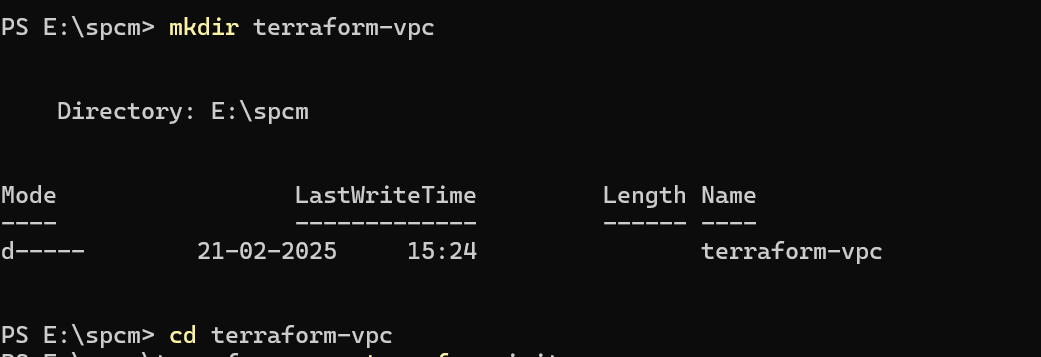 PS E:\spcm> mkdir terraform-vpc
Directory: E:\spcm
Mode LastWriteTime Length Name
---- ------------- ------ ----
d----- 21-02-2025 15:24 terraform-vpc
PS E:\spcm> cd terraform-vpc